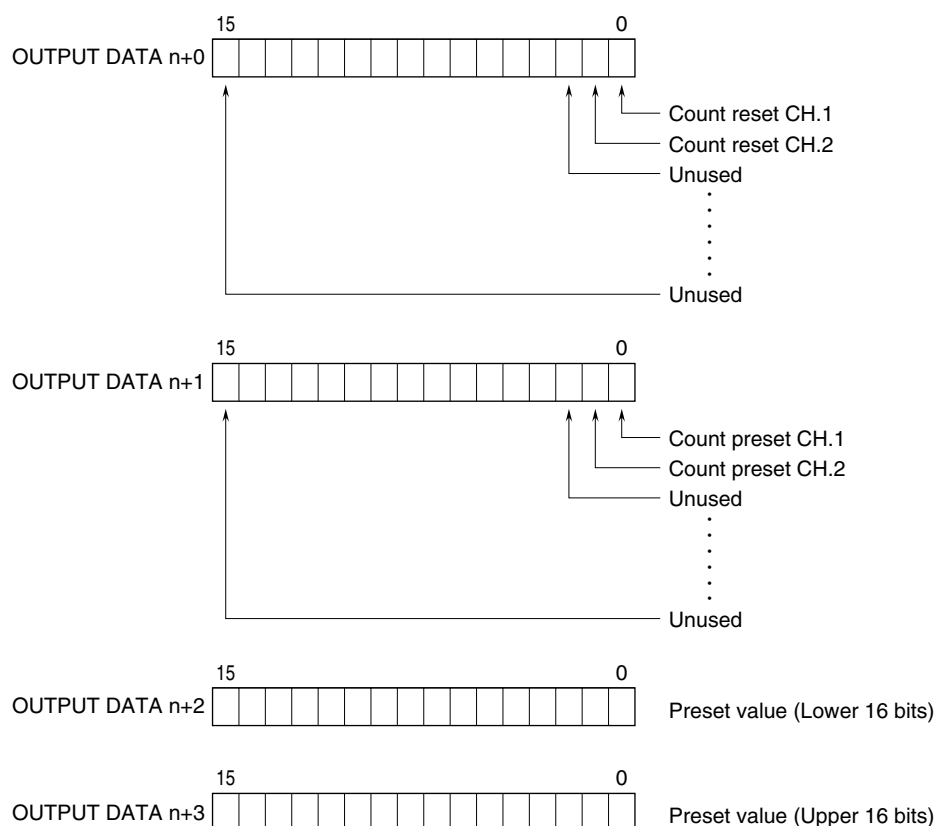 15 0
OUTPUT DATA n+0
Count reset CH.1
Count reset CH.2
Unused
Unused
15 0
OUTPUT DATA n+1
Count preset CH.1
Count preset CH.2
Unused
Unused
15 0
OUTPUT DATA n+2 Preset value (Lower 16 bits)
15 0
OUTPUT DATA n+3 Preset value (Upper 16 bits)